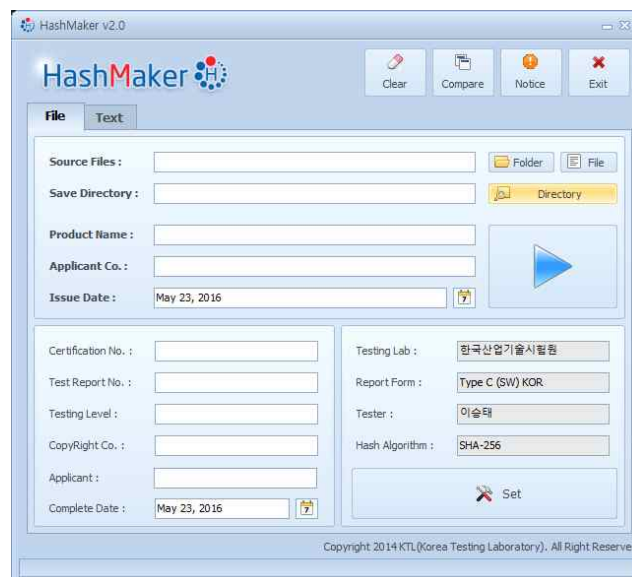 HashMaker v2.0
HashMaker H
Clear Compare Notice Exit
File Text
Source Files : Folder File
Save Directory : Directory
Product Name :
Applicant Co. :
Issue Date : May 23, 2016 7
Certification No. :
Test Report No. :
Testing Level :
CopyRight Co. :
Applicant :
Complete Date : May 23, 2016 7
Testing Lab : 한국산업기술시험원
Report Form : Type C (SW) KOR
Tester : 이승태
Hash Algorithm : SHA-256
Set
Copyright 2014 KTL(Korea Testing Laboratory). All Right Reserve